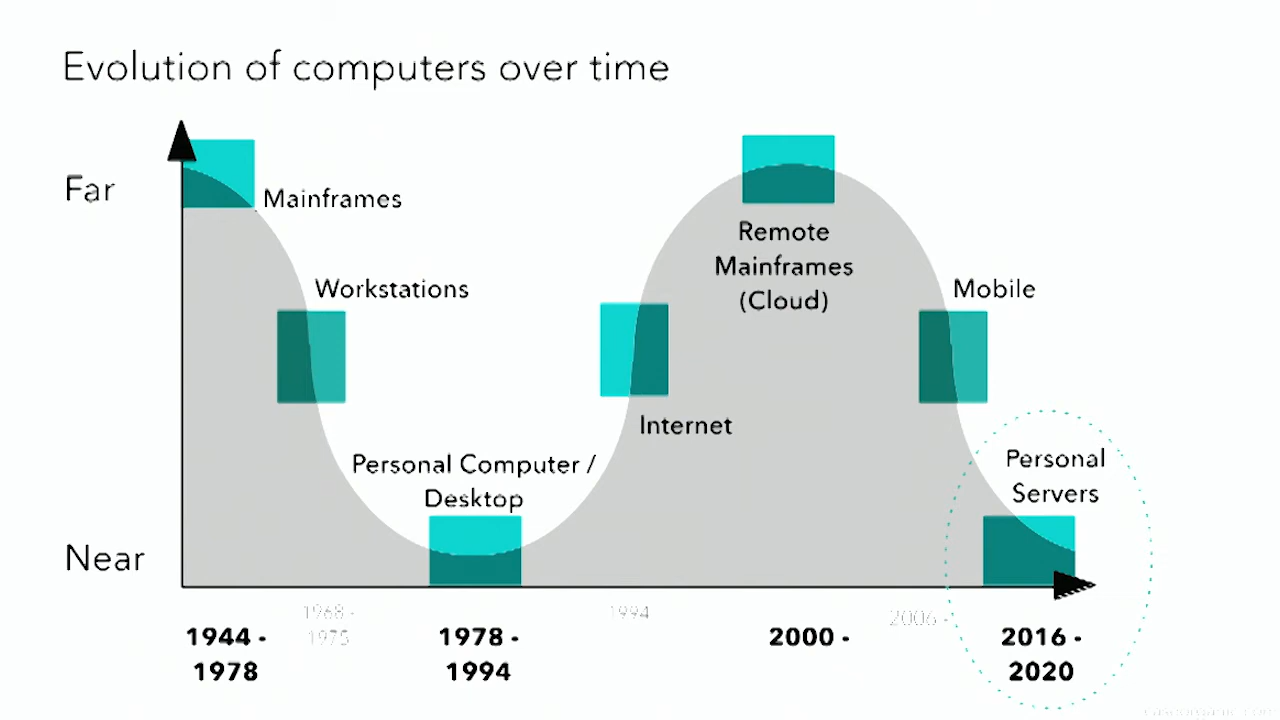 Evolution of computers over time
Far
Mainframes
Workstations
Remote
Mainframes
(Cloud)
Mobile
Internet
Personal Computer /
Desktop
Personal
Servers
Near
1944 -
1978
1968 -
1975
1978 -
1994
1994
2000 -
2006 -
2016 -
2020